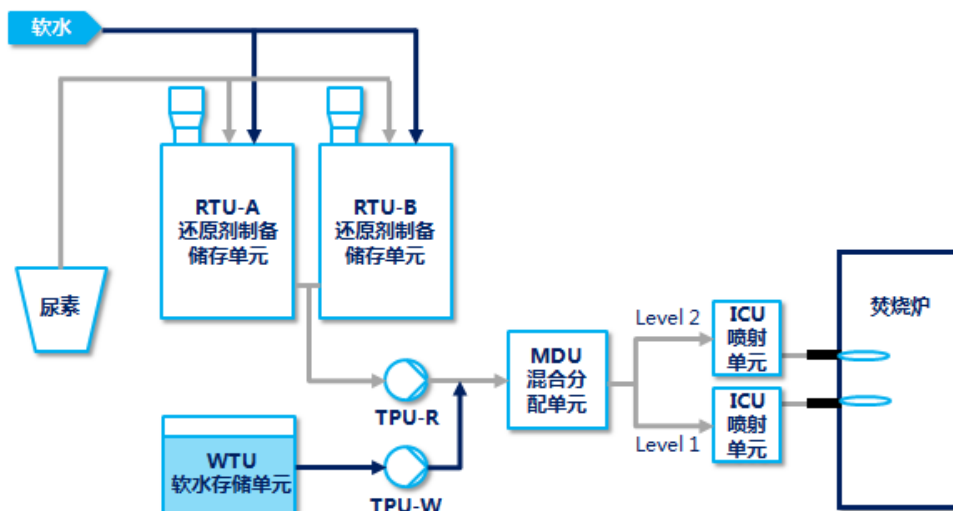 软水
RTU-A
还原剂制备
储存单元
RTU-B
还原剂制备
储存单元
尿素
焚烧炉
Level 2
ICU
喷射
单元
MDU
混合分
配单元
TPU-R
Level 1
ICU
喷射
单元
WTU
软水存储单元
TPU-W